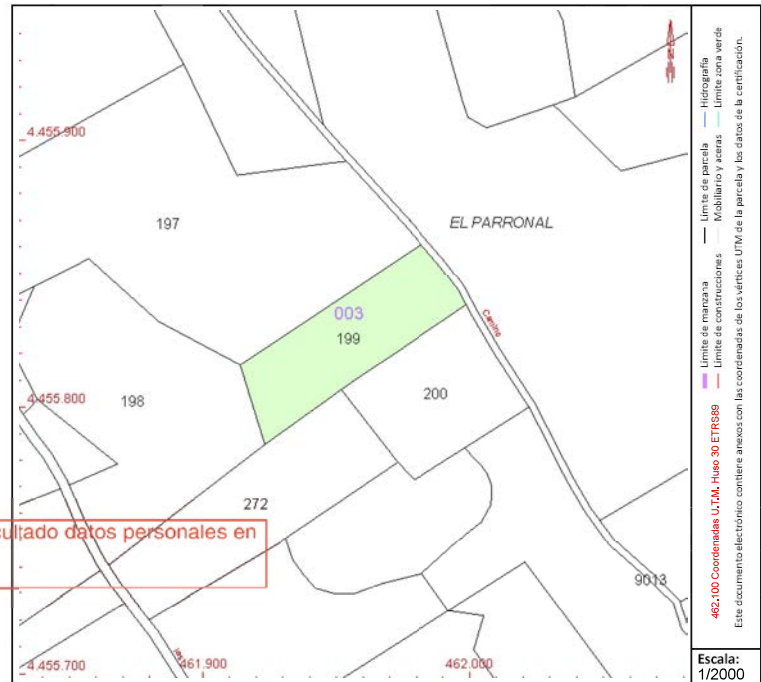 4.455.900
197
EL PARRONAL
003
199
Camino
4.455.800
198
200
272
cultado datos personales en
9013
4.455.700
461.900
462.000
Límite de manzana
Límite de parcela
Hidrografía
Límite de construcciones
Mobiliario y aceras
Límite zona verde
462.100 Coordenadas U.T.M. Huso 30 ETRS89
Este documento electrónico contiene anexos con las coordenadas de los vértices UTM de la parcela y los datos de la certificación.
Escala:
1/2000